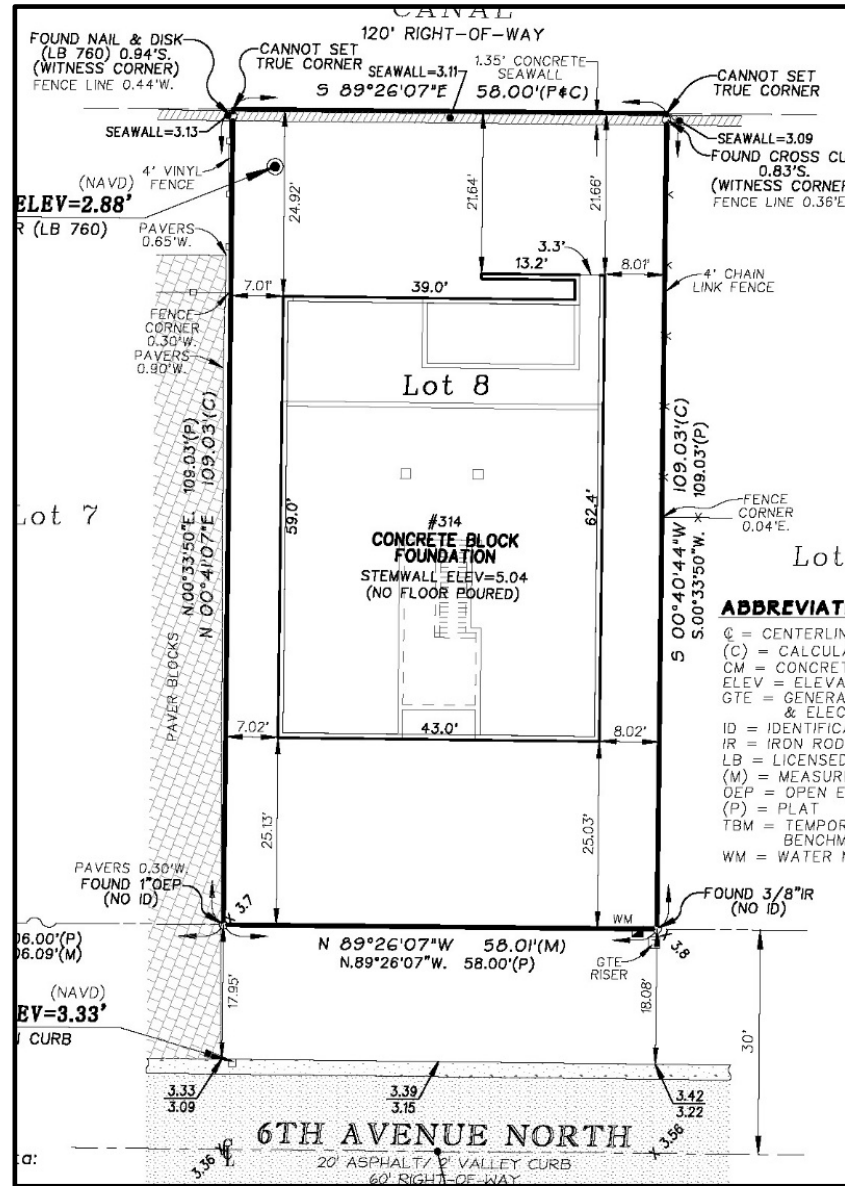 CANAL
120' RIGHT-OF-WAY
FOUND NAIL & DISK
(LB 760) 0.94'S.
(WITNESS CORNER)
FENCE LINE 0.44'W.
CANNOT SET
TRUE CORNER
SEAWALL=3.11
1.35' CONCRETE
SEAWALL
S 89°26'07"E 58.00'(P&C)
CANNOT SET
TRUE CORNER
SEAWALL=3.13
SEAWALL=3.09
FOUND CROSS CU
0.83'S.
(WITNESS CORNER
FENCE LINE 0.36'E
4' VINYL
FENCE
(NAVD)
ELEV=2.88'
R (LB 760)
24.92'
21.64'
21.66'
PAVERS
0.65'W.
3.3'
13.2'
8.01'
7.01'
39.0'
4' CHAIN
LINK FENCE
FENCE
CORNER
0.30'W.
PAVERS
0.90'W.
Lot 8
N.00°33'50"E. 109.03'(P)
N 00°41'07"E 109.03'(C)
S 00°40'44"W 109.03'(C)
S.00°33'50"W. 109.03'(P)
Lot 7
59.0'
62.4'
#314
CONCRETE BLOCK
FOUNDATION
STEMWALL ELEV=5.04
(NO FLOOR POURED)
FENCE
CORNER
0.04'E.
Lot
PAVER BLOCKS
ABBREVIAT
℄ = CENTERLIN
(C) = CALCULA
CM = CONCRET
ELEV = ELEVA
GTE = GENERA
& ELEC
ID = IDENTIFICA
IR = IRON ROD
LB = LICENSED
(M) = MEASURE
OEP = OPEN E
(P) = PLAT
TBM = TEMPOR
BENCHM
WM = WATER M
7.02'
43.0'
8.02'
25.13'
25.03'
PAVERS 0.30'W.
FOUND 1"OEP
(NO ID)
3.7
WM
FOUND 3/8"IR
(NO ID)
3.8
06.00'(P)
06.09'(M)
N 89°26'07"W 58.01'(M)
N.89°26'07"W. 58.00'(P)
GTE
RISER
(NAVD)
EV=3.33'
CURB
17.95'
18.08'
30'
3.33
3.09
3.39
3.15
3.42
3.22
6TH AVENUE NORTH
3.36
℄
3.56
20' ASPHALT/ 2' VALLEY CURB
60' RIGHT-OF-WAY
a: